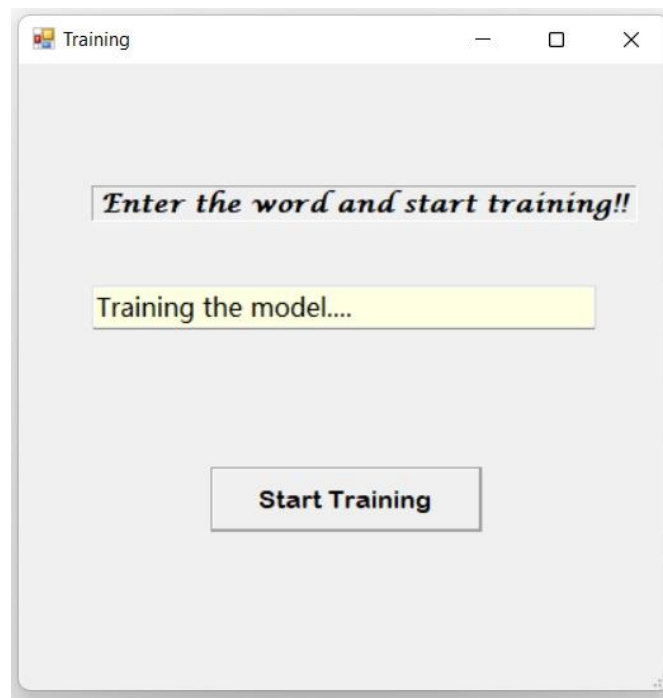 Training
Enter the word and start training!!
Training the model....
Start Training